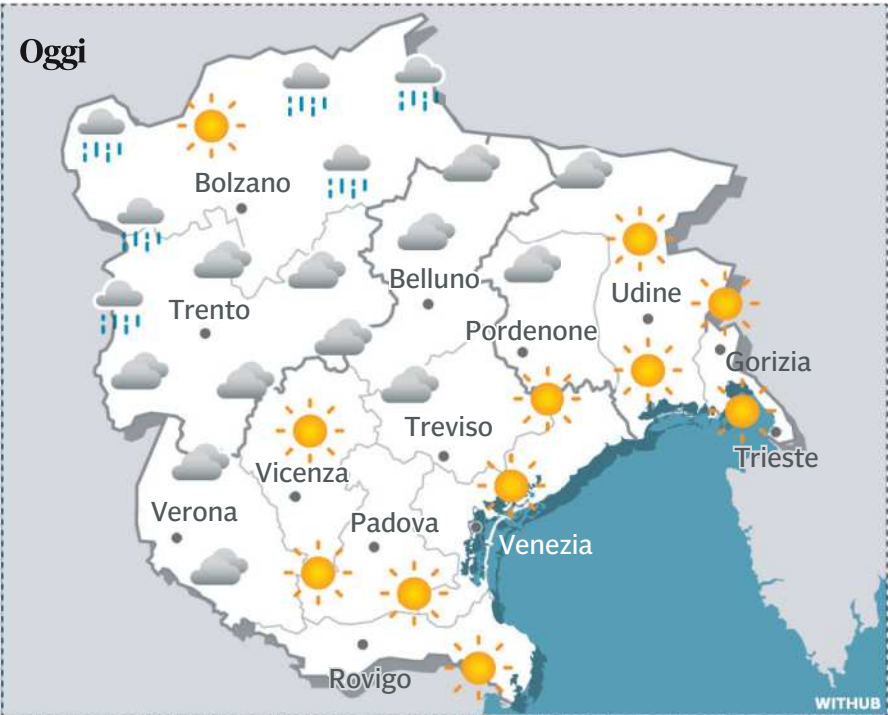 Oggi
Bolzano
Belluno
Udine
Trento
Pordenone
Gorizia
Treviso
Trieste
Vicenza
Verona
Padova
Venezia
Rovigo
WITHUB